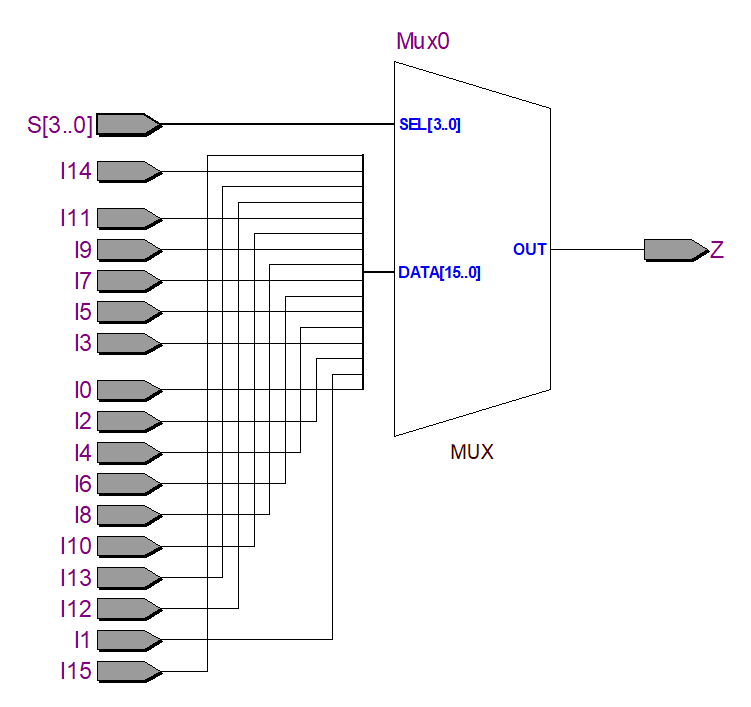 Mux0
S[3..0]
SEL[3..0]
I14
I11
I9
OUT
Z
I7
DATA[15..0]
I5
I3
I0
I2
I4
MUX
I6
I8
I10
I13
I12
I1
I15